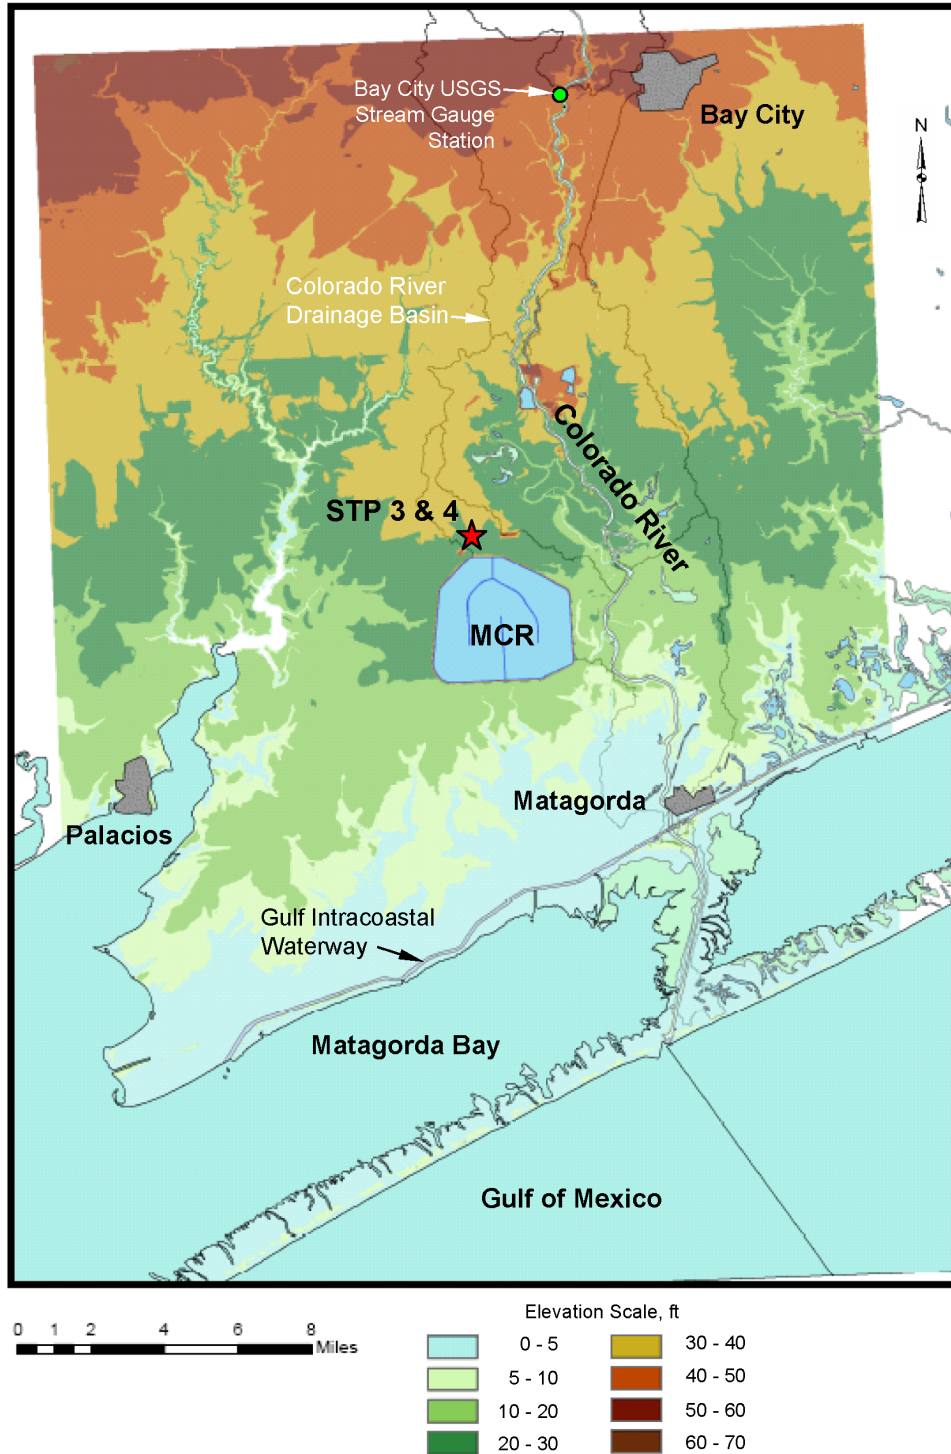 Bay City USGS
Stream Gauge
Station
Bay City
N
Colorado River
Drainage Basin
Colorado River
STP 3 & 4
MCR
Matagorda
Palacios
Gulf Intracoastal
Waterway
Matagorda Bay
Gulf of Mexico
Elevation Scale, ft
0 1 2 4 6 8
Miles
0 - 5
30 - 40
5 - 10
40 - 50
10 - 20
50 - 60
20 - 30
60 - 70